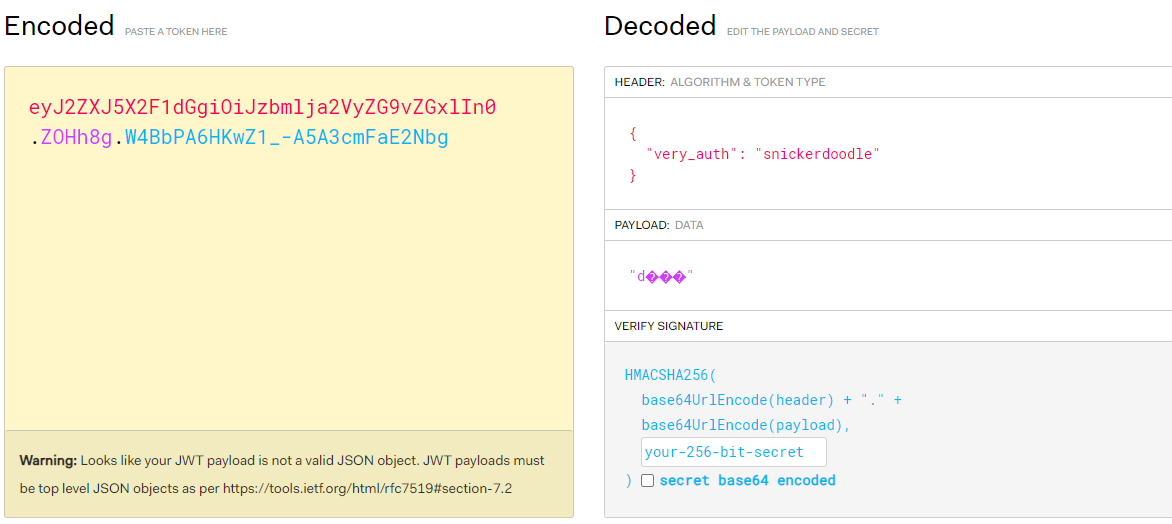 Encoded PASTE A TOKEN HERE
eyJ2ZXJ5X2F1dGgiOiJzbmlja2VyZG9vZGxlIn0
.ZOHh8g.W4BbPA6HKwZ1_-A5A3cmFaE2Nbg
Warning: Looks like your JWT payload is not a valid JSON object. JWT payloads must
be top level JSON objects as per https://tools.ietf.org/html/rfc7519#section-7.2
Decoded EDIT THE PAYLOAD AND SECRET
HEADER: ALGORITHM & TOKEN TYPE
{
"very_auth": "snickerdoodle"
}
PAYLOAD: DATA
"d���"
VERIFY SIGNATURE
HMACSHA256(
base64UrlEncode(header) + "." +
base64UrlEncode(payload),
your-256-bit-secret
) secret base64 encoded